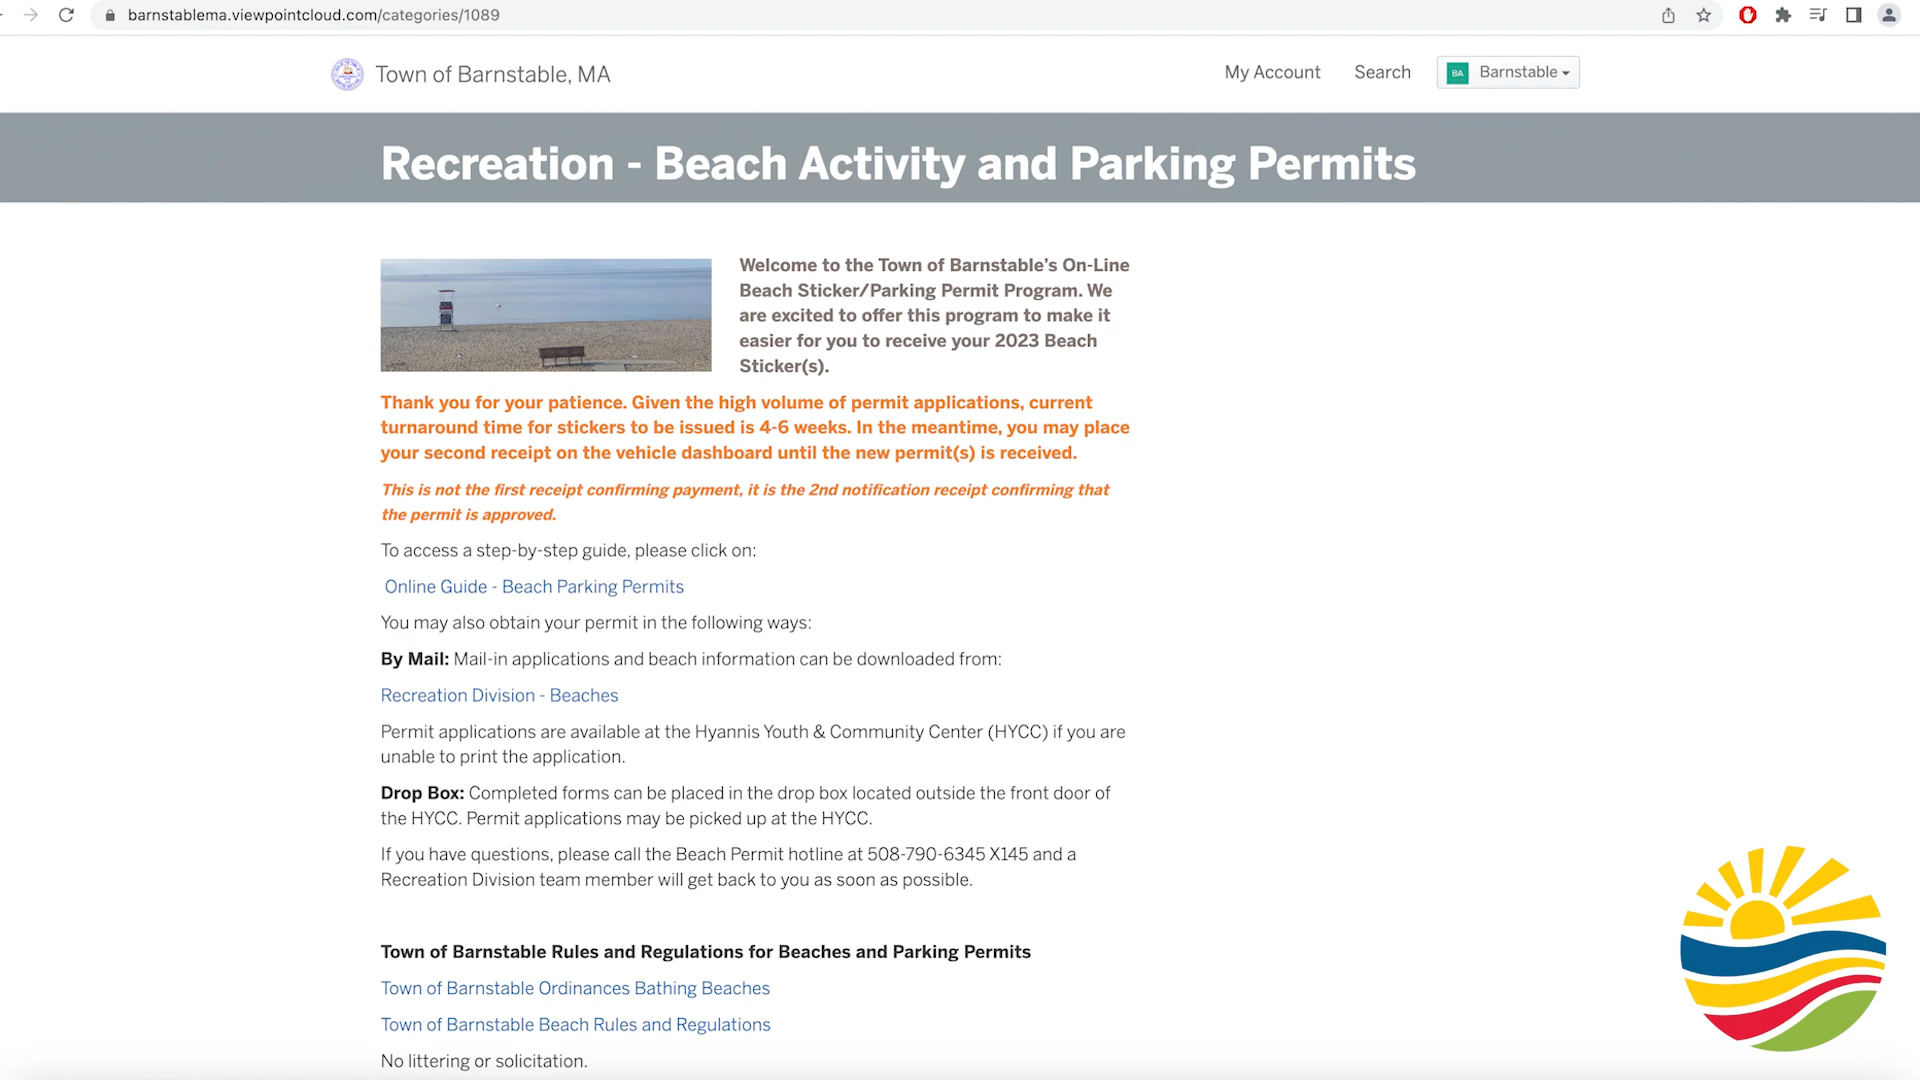 barnstablema.viewpointcloud.com/categories/1089
Town of Barnstable, MA
My Account
Search
BA
Barnstable
Recreation - Beach Activity and Parking Permits
Welcome to the Town of Barnstable's On-Line
Beach Sticker/Parking Permit Program. We
are excited to offer this program to make it
easier for you to receive your 2023 Beach
Sticker(s).
Thank you for your patience. Given the high volume of permit applications, current
turnaround time for stickers to be issued is 4-6 weeks. In the meantime, you may place
your second receipt on the vehicle dashboard until the new permit(s) is received.
This is not the first receipt confirming payment, it is the 2nd notification receipt confirming that
the permit is approved.
To access a step-by-step guide, please click on:
Online Guide - Beach Parking Permits
You may also obtain your permit in the following ways:
By Mail: Mail-in applications and beach information can be downloaded from:
Recreation Division - Beaches
Permit applications are available at the Hyannis Youth & Community Center (HYCC) if you are
unable to print the application.
Drop Box: Completed forms can be placed in the drop box located outside the front door of
the HYCC. Permit applications may be picked up at the HYCC.
If you have questions, please call the Beach Permit hotline at 508-790-6345 X145 and a
Recreation Division team member will get back to you as soon as possible.
Town of Barnstable Rules and Regulations for Beaches and Parking Permits
Town of Barnstable Ordinances Bathing Beaches
Town of Barnstable Beach Rules and Regulations
No littering or solicitation.